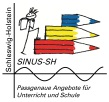 Schleswig-Holstein
SINUS-SH
Passgenaue Angebote für
Unterricht und Schule